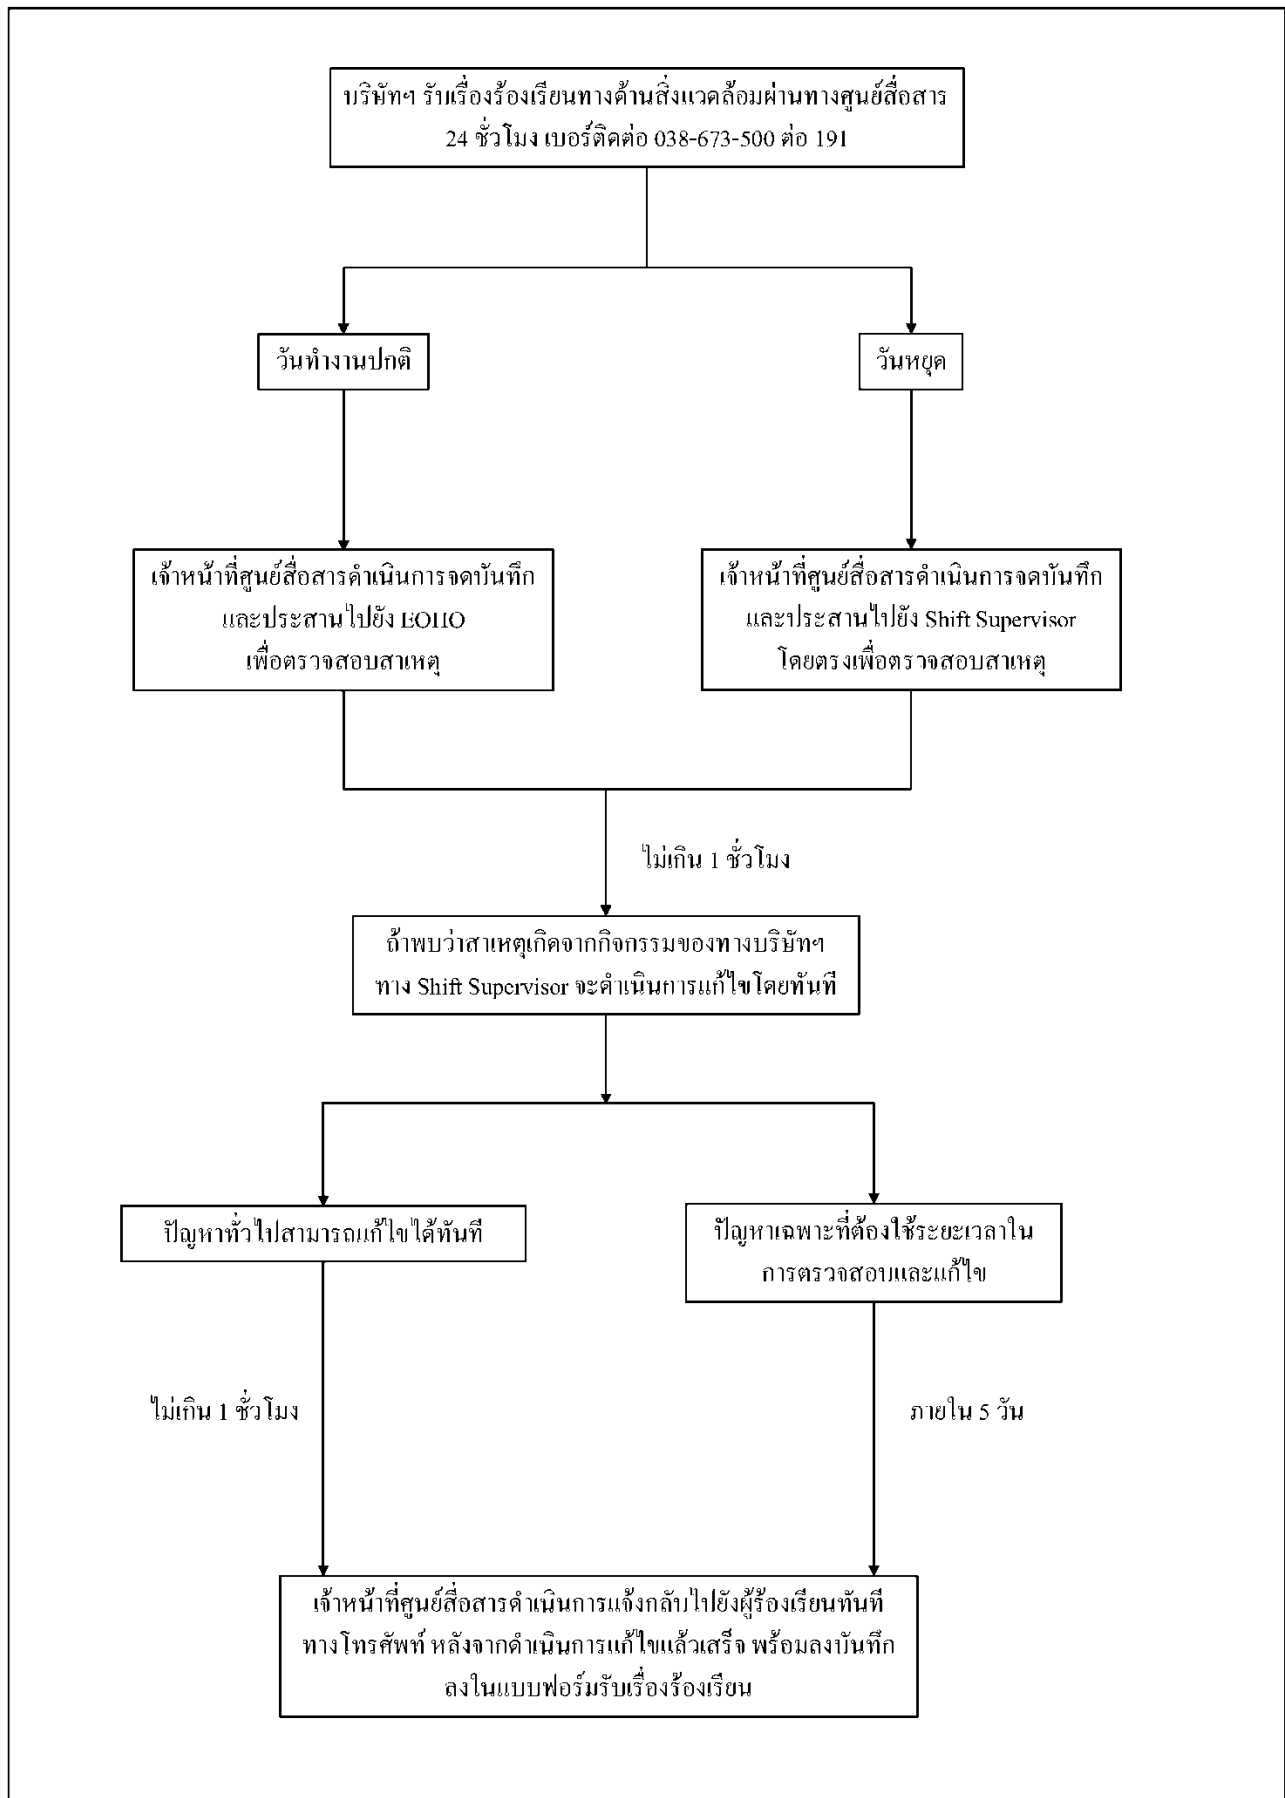 บริษัทฯ รับเรื่องร้องเรียนทางด้านสิ่งแวดล้อมผ่านทางศูนย์สื่อสาร
24 ชั่วโมง เบอร์ติดต่อ 038-673-500 ต่อ 191
วันทำงานปกติ
วันหยุด
เจ้าหน้าที่ศูนย์สื่อสารดำเนินการจดบันทึก
และประสานไปยัง EOHO
เพื่อตรวจสอบสาเหตุ
เจ้าหน้าที่ศูนย์สื่อสารดำเนินการจดบันทึก
และประสานไปยัง Shift Supervisor
โดยตรงเพื่อตรวจสอบสาเหตุ
ไม่เกิน 1 ชั่วโมง
ถ้าพบว่าสาเหตุเกิดจากกิจกรรมของทางบริษัทฯ
ทาง Shift Supervisor จะดำเนินการแก้ไขโดยทันที
ปัญหาทั่วไปสามารถแก้ไขได้ทันที
ปัญหาเฉพาะที่ต้องใช้ระยะเวลาใน
การตรวจสอบและแก้ไข
ไม่เกิน 1 ชั่วโมง
ภายใน 5 วัน
เจ้าหน้าที่ศูนย์สื่อสารดำเนินการแจ้งกลับไปยังผู้ร้องเรียนทันที
ทางโทรศัพท์ หลังจากดำเนินการแก้ไขแล้วเสร็จ พร้อมลงบันทึก
ลงในแบบฟอร์มรับเรื่องร้องเรียน